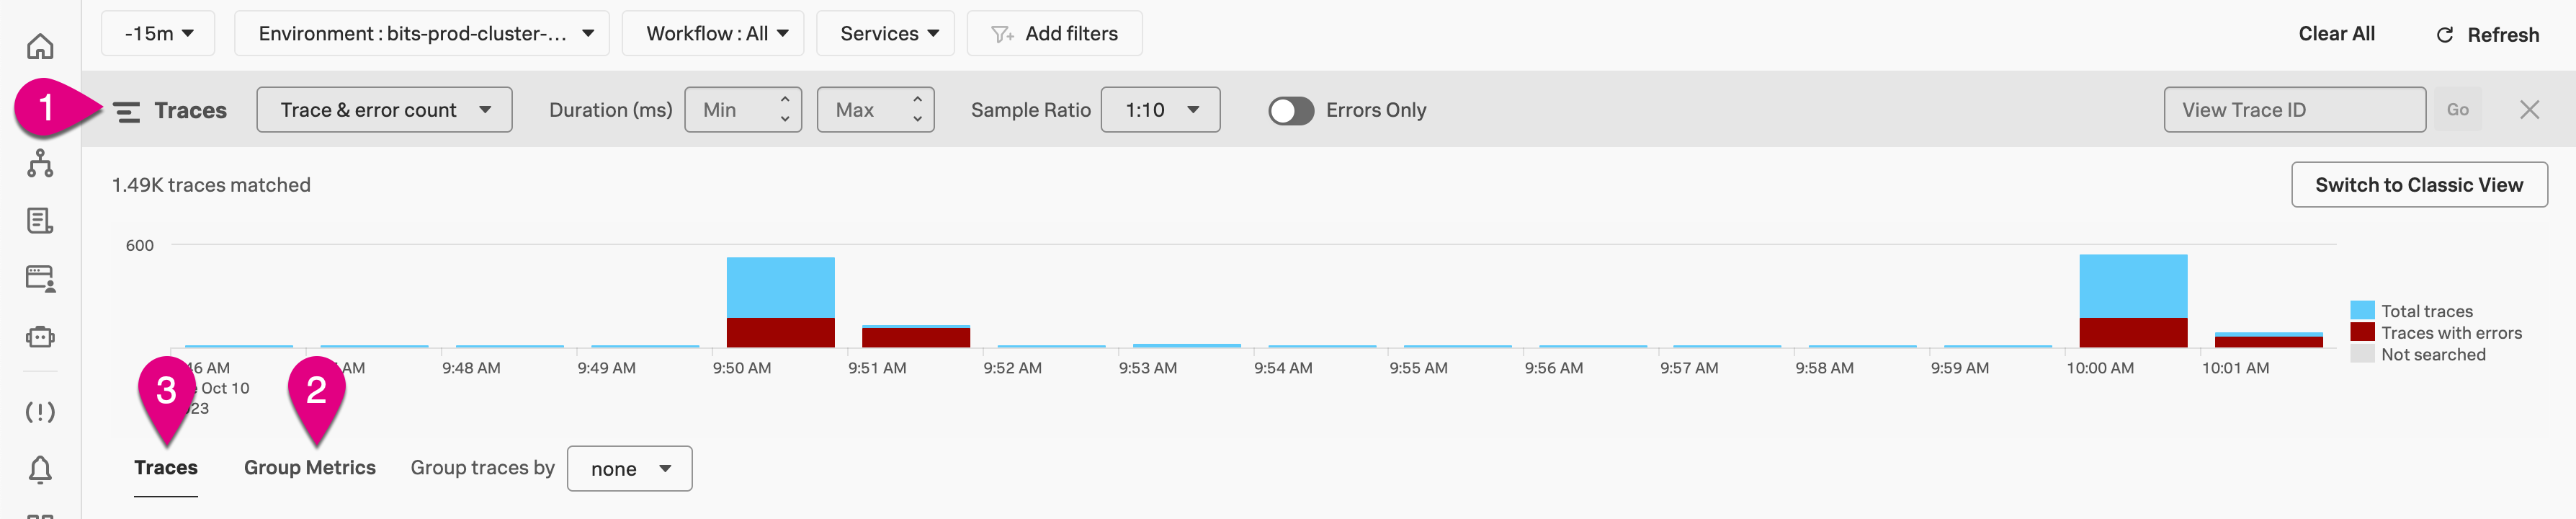 -15m
Environment : bits-prod-cluster-...
Workflow : All
Services
Add filters
Clear All
Refresh
1
Traces
Trace & error count
Duration (ms)
Min
Max
Sample Ratio
1:10
Errors Only
View Trace ID
Go
1.49K traces matched
Switch to Classic View
600
Total traces
Traces with errors
Not searched
46 AM
AM
9:48 AM
9:49 AM
9:50 AM
9:51 AM
9:52 AM
9:53 AM
9:54 AM
9:55 AM
9:56 AM
9:57 AM
9:58 AM
9:59 AM
10:00 AM
10:01 AM
Oct 10
23
3
2
Traces
Group Metrics
Group traces by
none